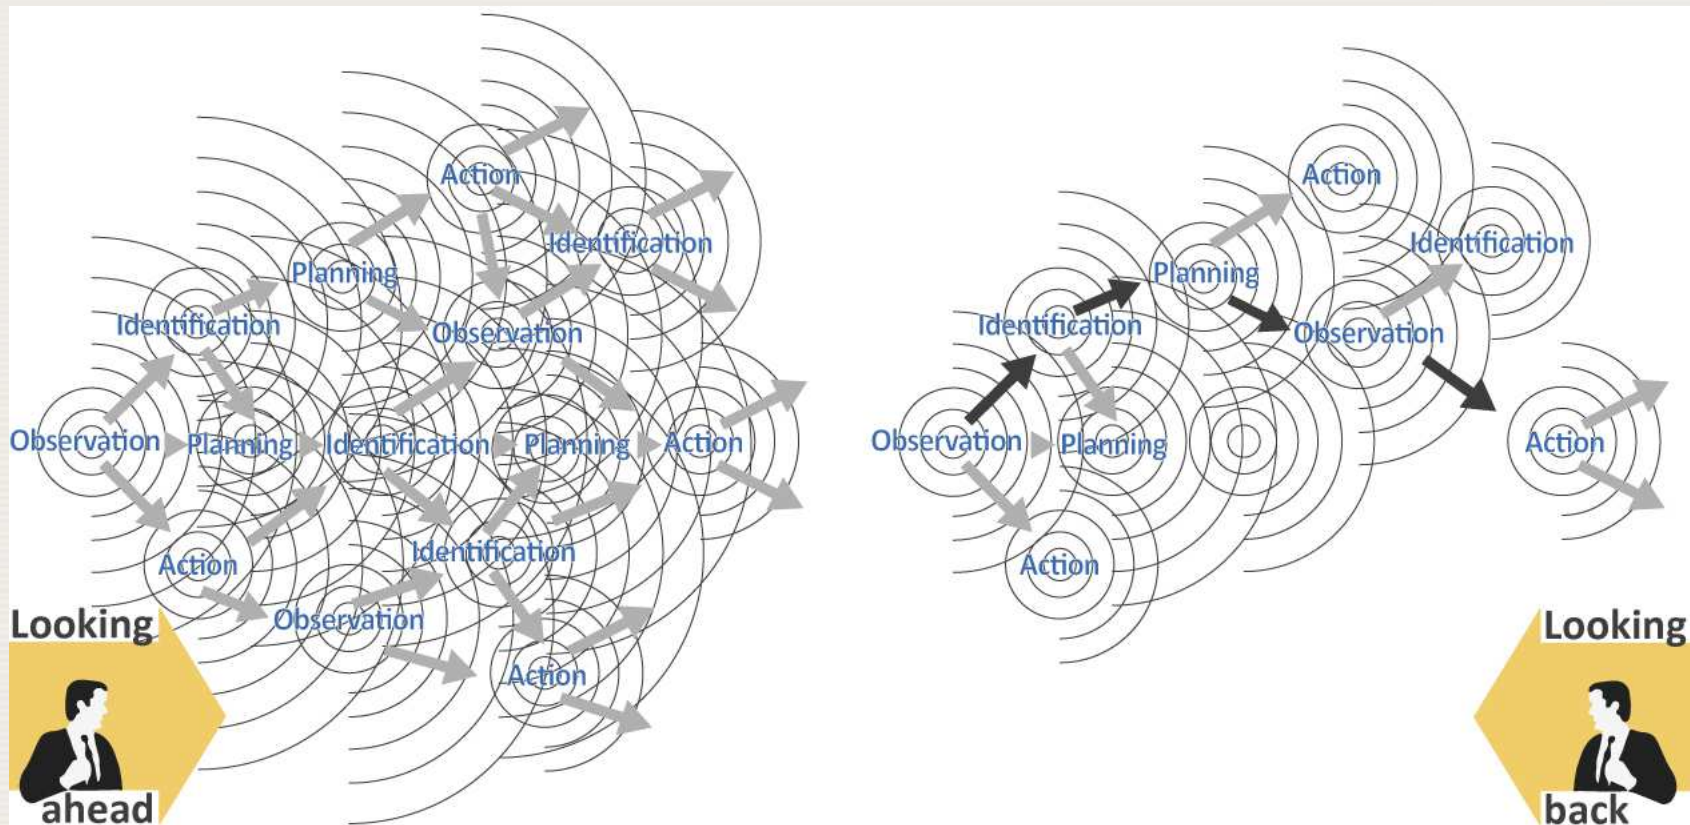 Action
Identification
Planning
Identification
Observation
Observation
Planning
Identification
Planning
Action
Action
Identification
Observation
Action
Looking
ahead
Action
Identification
Planning
Identification
Observation
Observation
Planning
Action
Action
Looking
back